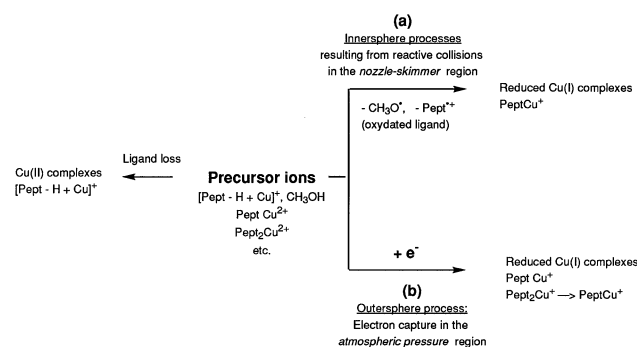 (a)
Innersphere processes
resulting from reactive collisions
in the nozzle-skimmer region
Reduced Cu(I) complexes
PeptCu⁺
- CH₃O•, - Pept•⁺
(oxydated ligand)
Cu(II) complexes
[Pept - H + Cu]⁺
Ligand loss
Precursor ions
[Pept - H + Cu]⁺, CH₃OH
Pept Cu²⁺
Pept₂Cu²⁺
etc.
+ e⁻
(b)
Outersphere process:
Electron capture in the
atmospheric pressure region
Reduced Cu(I) complexes
Pept Cu⁺
Pept₂Cu⁺ —> PeptCu⁺